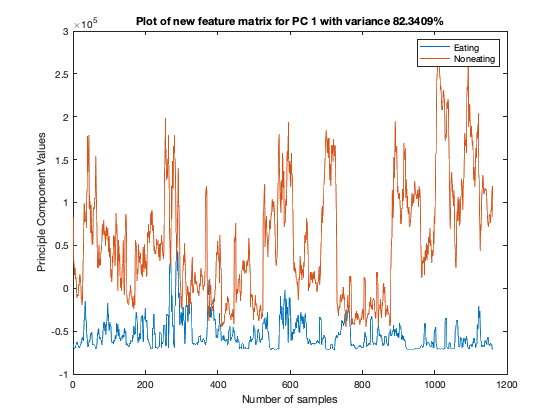 Plot of new feature matrix for PC 1 with variance 82.3409%
×10^5
3
2.5
2
1.5
1
0.5
0
-0.5
-1
Principle Component Values
Eating
Noneating
0 200 400 600 800 1000 1200
Number of samples